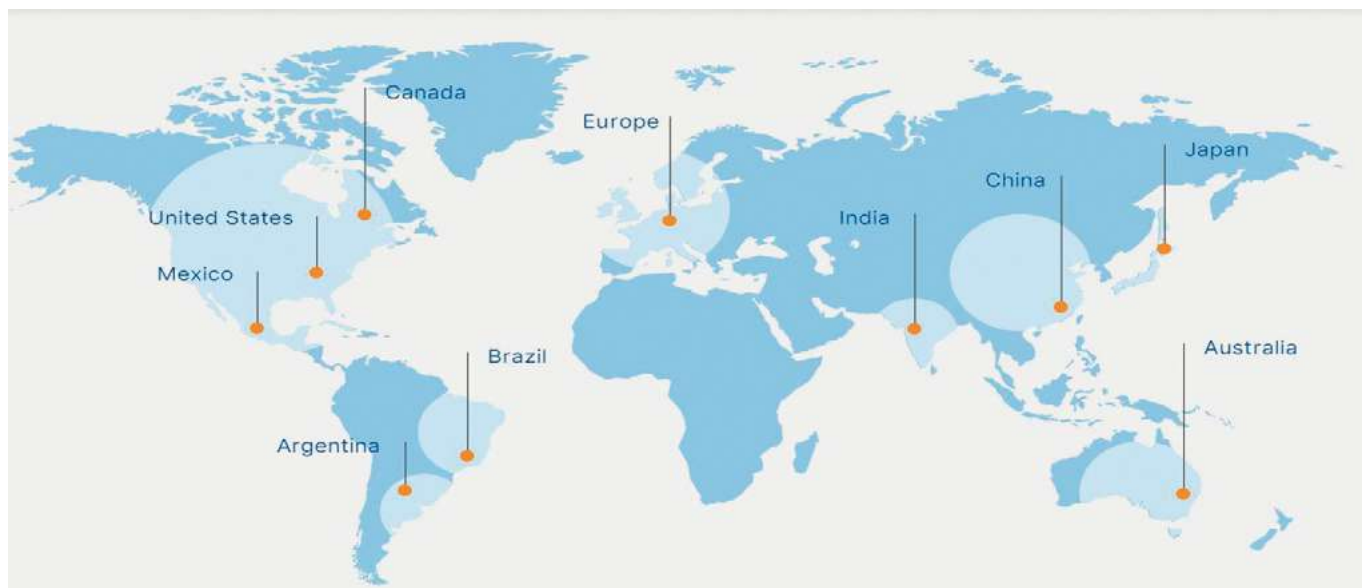 Canada
Europe
Japan
China
United States
India
Mexico
Australia
Brazil
Argentina